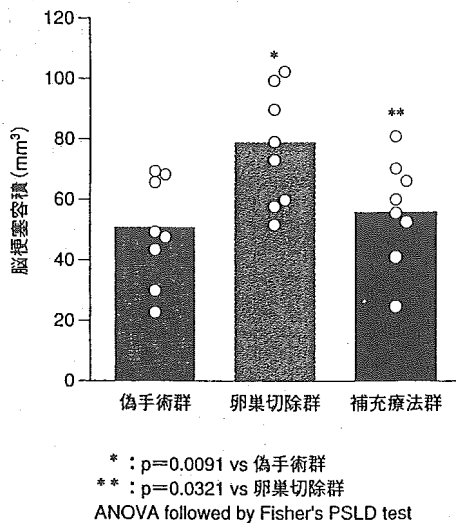 120
100
80
60
40
20
0
脳梗塞容積(mm³)
*
**
偽手術群
卵巣切除群
補充療法群
* : p=0.0091 vs 偽手術群
** : p=0.0321 vs 卵巣切除群
ANOVA followed by Fisher's PSLD test